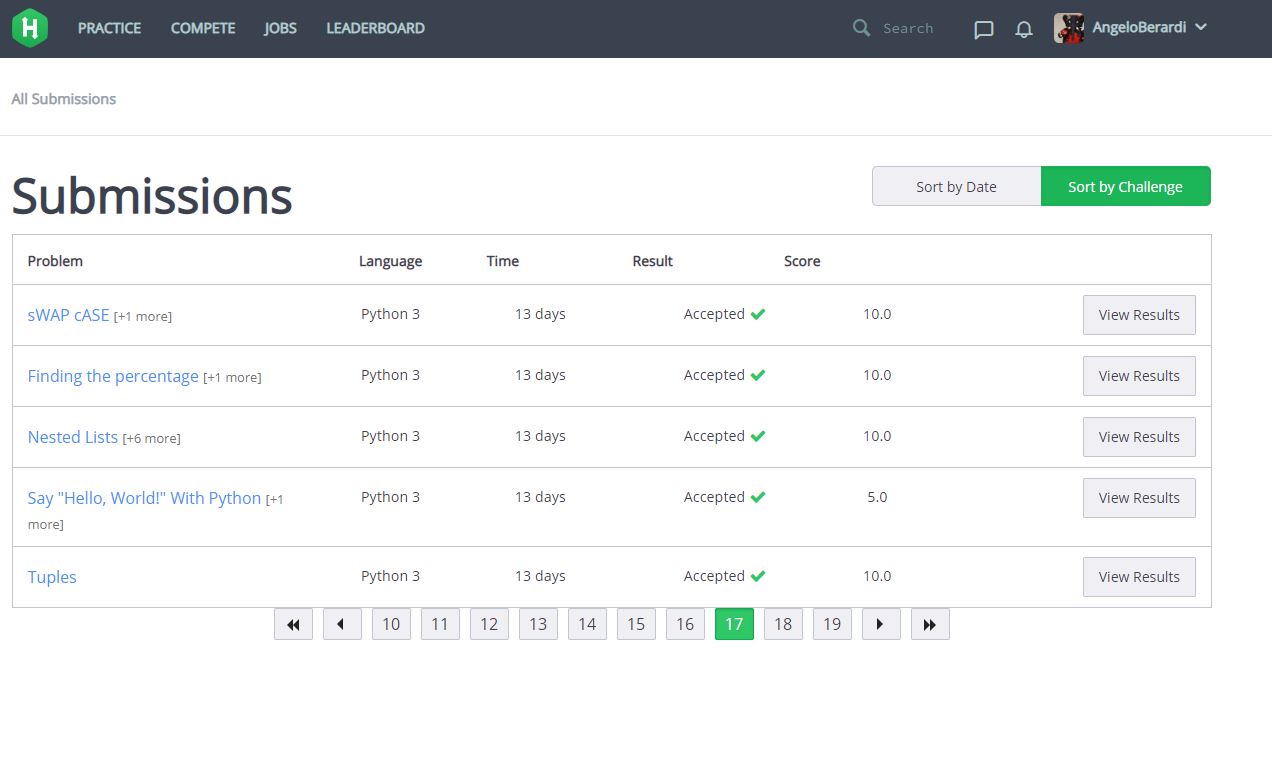 H PRACTICE COMPETE JOBS LEADERBOARD Search AngeloBerardi
All Submissions
Submissions
Sort by Date Sort by Challenge
Problem Language Time Result Score
sWAP cASE [+1 more] Python 3 13 days Accepted 10.0 View Results
Finding the percentage [+1 more] Python 3 13 days Accepted 10.0 View Results
Nested Lists [+6 more] Python 3 13 days Accepted 10.0 View Results
Say "Hello, World!" With Python [+1 Python 3 13 days Accepted 5.0 View Results
more]
Tuples Python 3 13 days Accepted 10.0 View Results
10 11 12 13 14 15 16 17 18 19